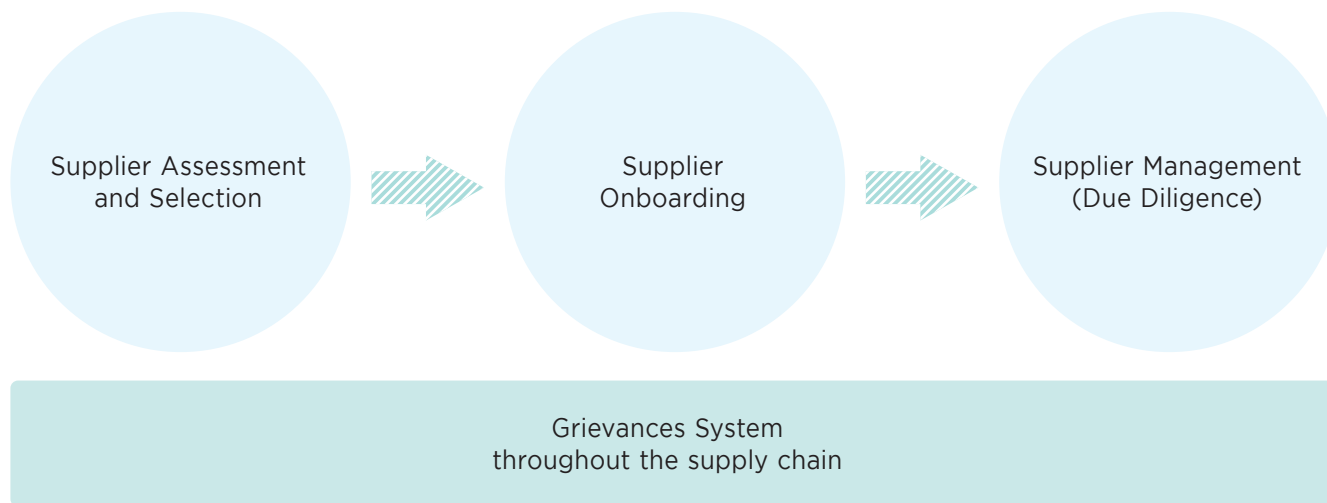 Supplier Assessment
and Selection
Supplier
Onboarding
Supplier Management
(Due Diligence)
Grievances System
throughout the supply chain